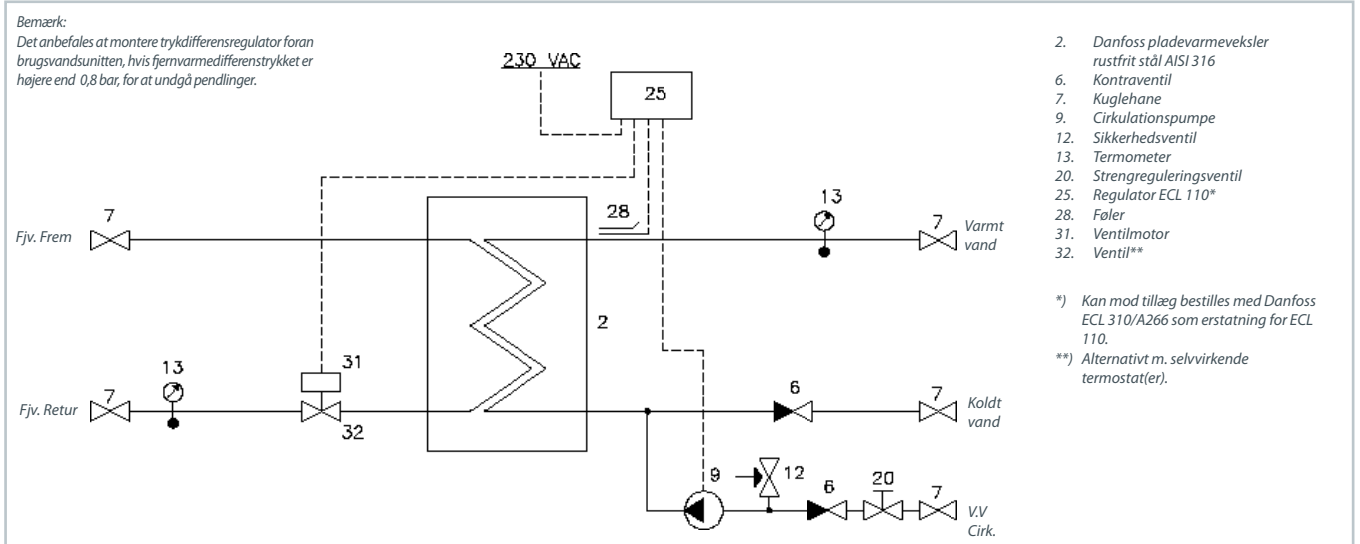 Bemærk:
Det anbefales at montere trykdifferensregulator foran
brugsvandsunitten, hvis fjernvarmedifferenstrykket er
højere end 0,8 bar, for at undgå pendlinger.
230 VAC
25
7
Fjv. Frem
28
13
7
Varmt
vand
2
13
31
7
Fjv. Retur
32
6
7
Koldt
vand
9
12
6
20
7
V.V
Cirk.
2. Danfoss pladevarmeveksler
rustfrit stål AISI 316
6. Kontraventil
7. Kuglehane
9. Cirkulationspumpe
12. Sikkerhedsventil
13. Termometer
20. Strengreguleringsventil
25. Regulator ECL 110*
28. Føler
31. Ventilmotor
32. Ventil**
*) Kan mod tillæg bestilles med Danfoss
ECL 310/A266 som erstatning for ECL
110.
**) Alternativt m. selvvirkende
termostat(er).